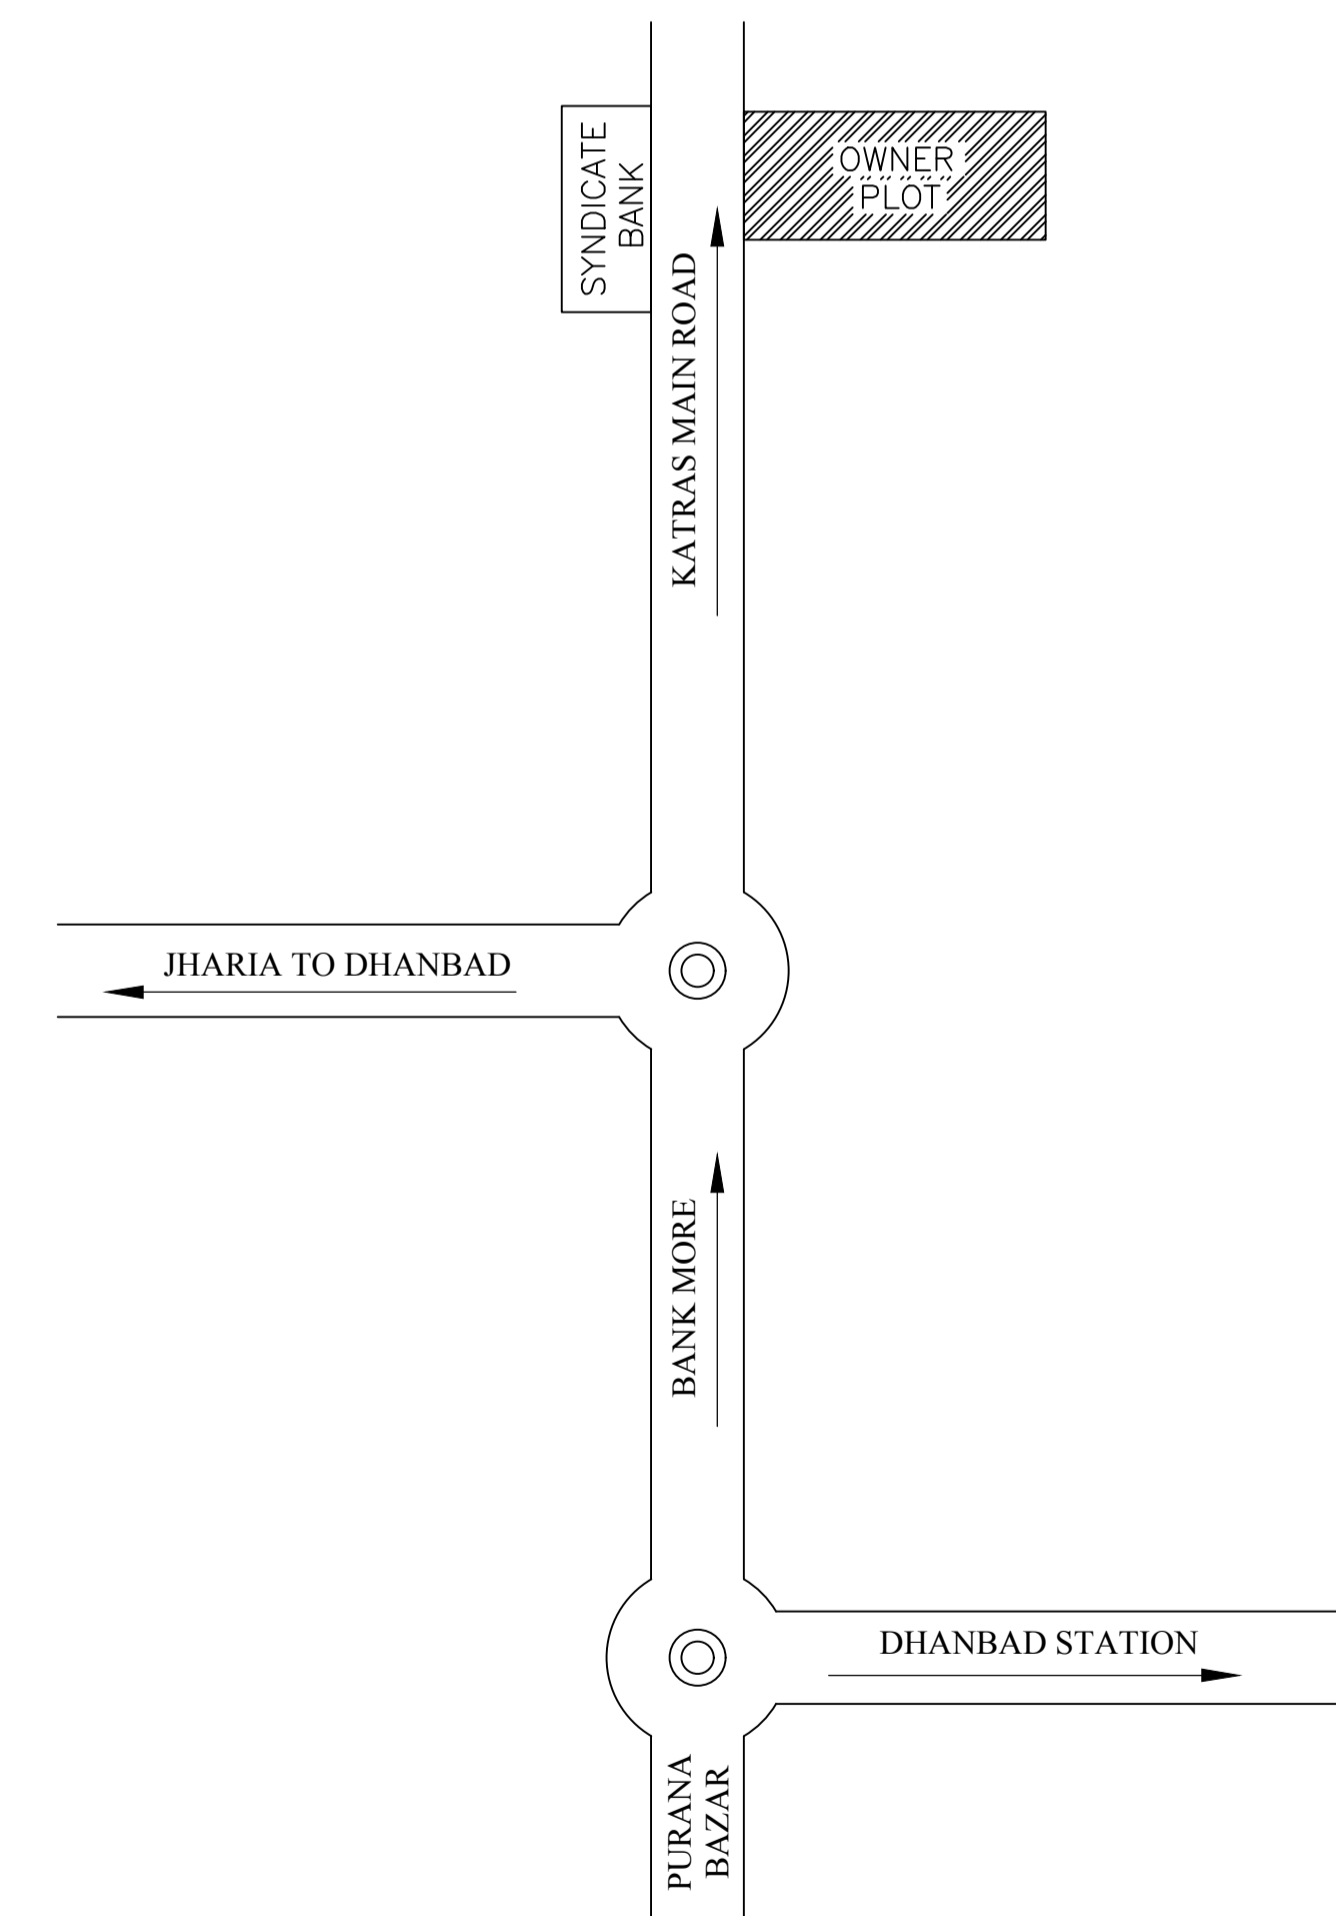 SYNDICATE
BANK
OWNER
PLOT
KATRAS MAIN ROAD
JHARIA TO DHANBAD
BANK MORE
DHANBAD STATION
PURANA
BAZAR